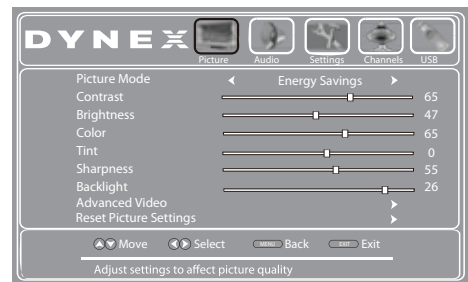 DYNEX
Picture Audio Settings Channels USB
Picture Mode Energy Savings
Contrast 65
Brightness 47
Color 65
Tint 0
Sharpness 55
Backlight 26
Advanced Video
Reset Picture Settings
Move Select MENU Back EXIT Exit
Adjust settings to affect picture quality